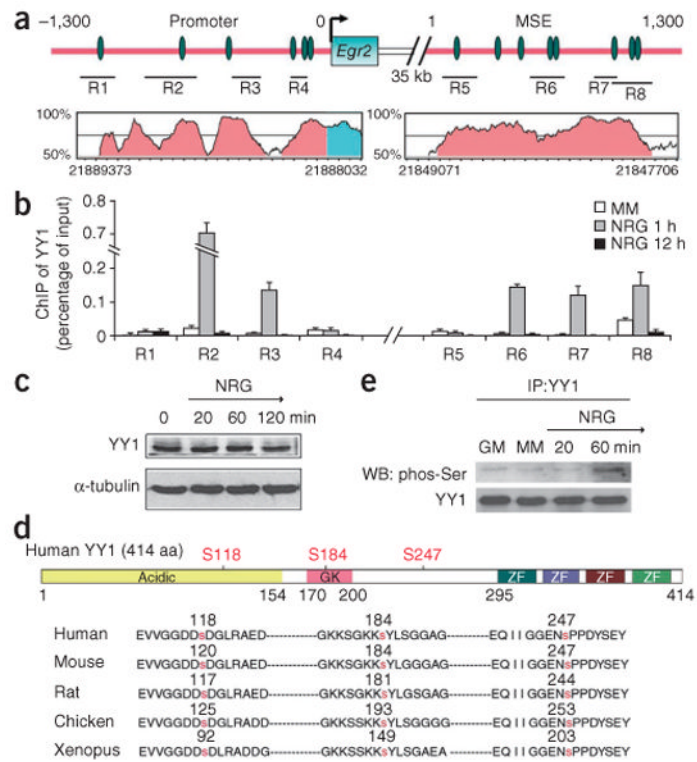 a
−1,300 Promoter 0 1 MSE 1,300
Egr2
35 kb
R1 R2 R3 R4 R5 R6 R7 R8
100% 100%
50% 50%
21889373 21888032 21849071 21847706
b
ChIP of YY1
(percentage of input)
0.8
0.7
0.2
0.1
0
MM
NRG 1 h
NRG 12 h
R1 R2 R3 R4 R5 R6 R7 R8
c
NRG
0 20 60 120 min
YY1
α-tubulin
e
IP:YY1
NRG
GM MM 20 60 min
WB: phos-Ser
YY1
d
Human YY1 (414 aa) S118 S184 S247
Acidic GK ZF ZF ZF ZF
1 154 170 200 295 414
118 184 247
Human EVVGGDDsDGLRAED----------GKKSGKKsYLSGGAG--------EQIIGGENsPPDYSEY
120 184 247
Mouse EVVGGDDsDGLRAED----------GKKSGKKsYLGGGAG--------EQIIGGENsPPDYSEY
117 181 244
Rat EVVGGDDsDGLRAED----------GKKSGKKsYLGSGAG--------EQIIGGENsPPDYSEY
125 193 253
Chicken EVVGGDDsDGLRADD----------GKKSSKKsYLSGGGG--------EQIIGGENsPPDYSEY
92 149 203
Xenopus EVVGGDDsDLRADDG----------GKKSSKKsYLSGAEA--------EQIIGGENsPPDYSEY